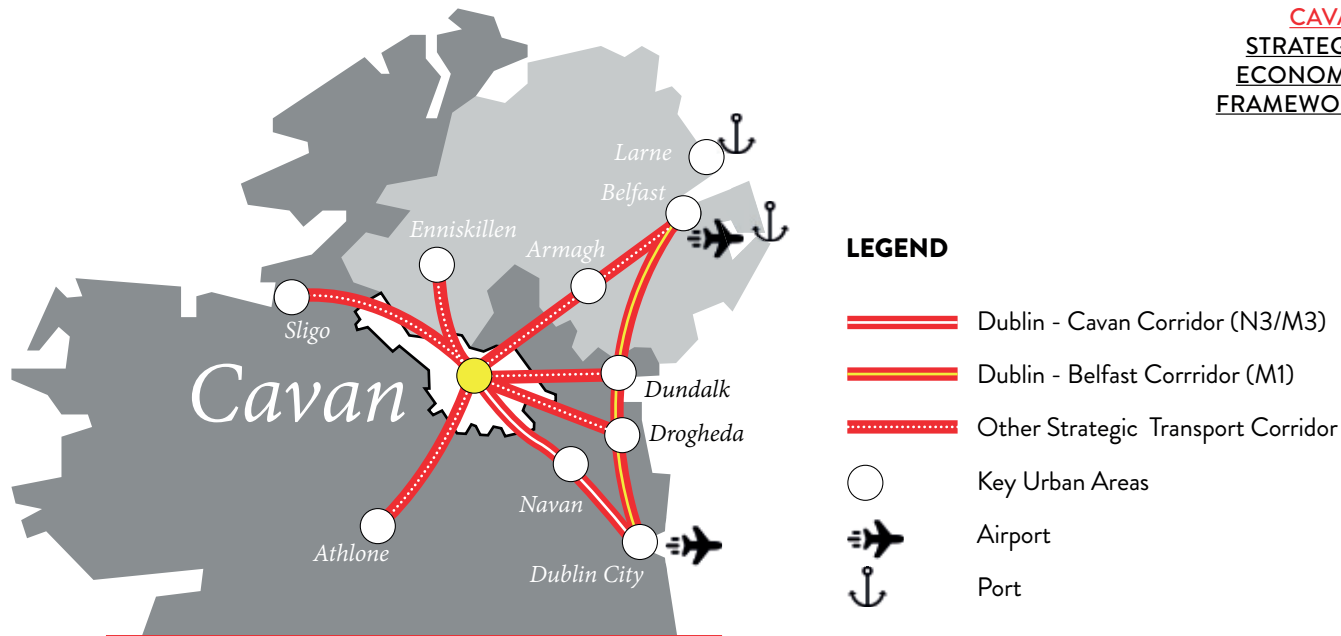 CAVA
STRATEG
ECONOM
FRAMEWO
Larne
Belfast
Enniskillen
Armagh
Sligo
Cavan
Dundalk
Drogheda
Navan
Athlone
Dublin City
LEGEND
Dublin - Cavan Corridor (N3/M3)
Dublin - Belfast Corrridor (M1)
Other Strategic Transport Corridor
Key Urban Areas
Airport
Port